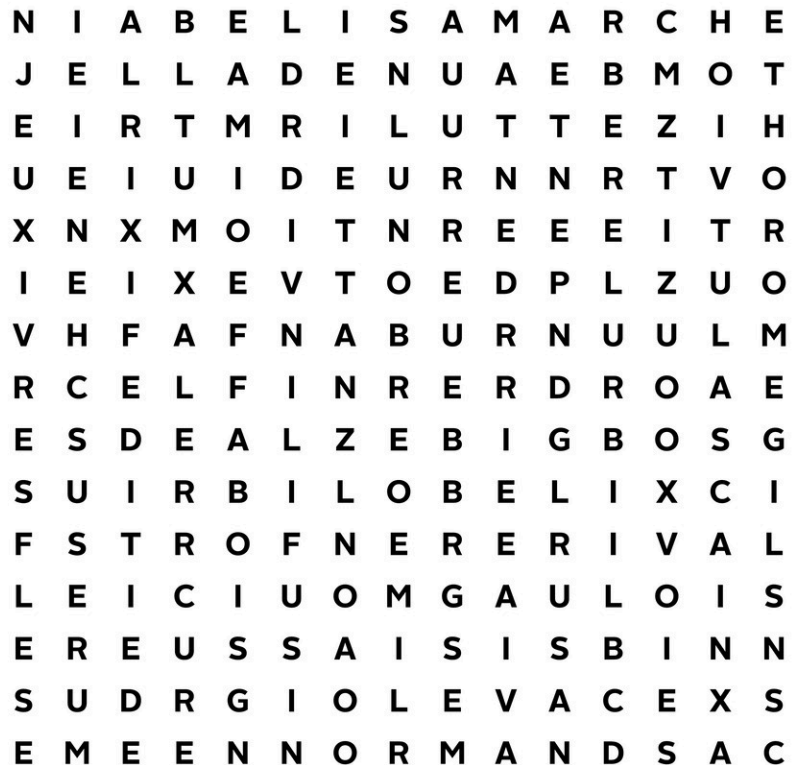 N I A B E L I S A M A R C H E
J E L L A D E N U A E B M O T
E I R T M R I L U T T E Z I H
U E I U I D E U R N N R T V O
X N X M O I T N R E E E I T R
I E I X E V T O E D P L Z U O
V H F A F N A B U R N U U L M
R C E L F I N R E R D R O A E
E S D E A L Z E B I G B O S G
S U I R B I L O B E L I X C I
F S T R O F N E R E R I V A L
L E I C I U O M G A U L O I S
E R E U S S A I S I S B I N N
S U D R G I O L E V A C E X S
E M E E N N O R M A N D S A C